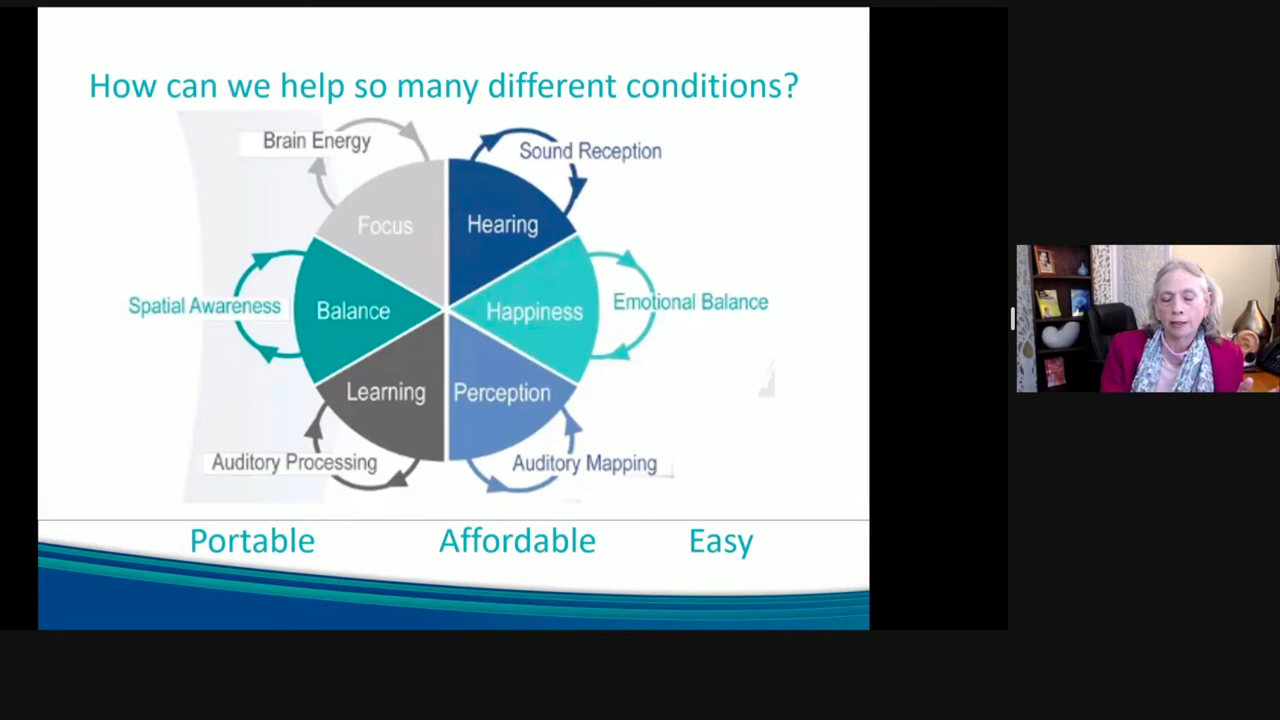 How can we help so many different conditions?
Brain Energy
Sound Reception
Focus
Hearing
Spatial Awareness
Balance
Happiness
Emotional Balance
Learning
Perception
Auditory Processing
Auditory Mapping
Portable
Affordable
Easy